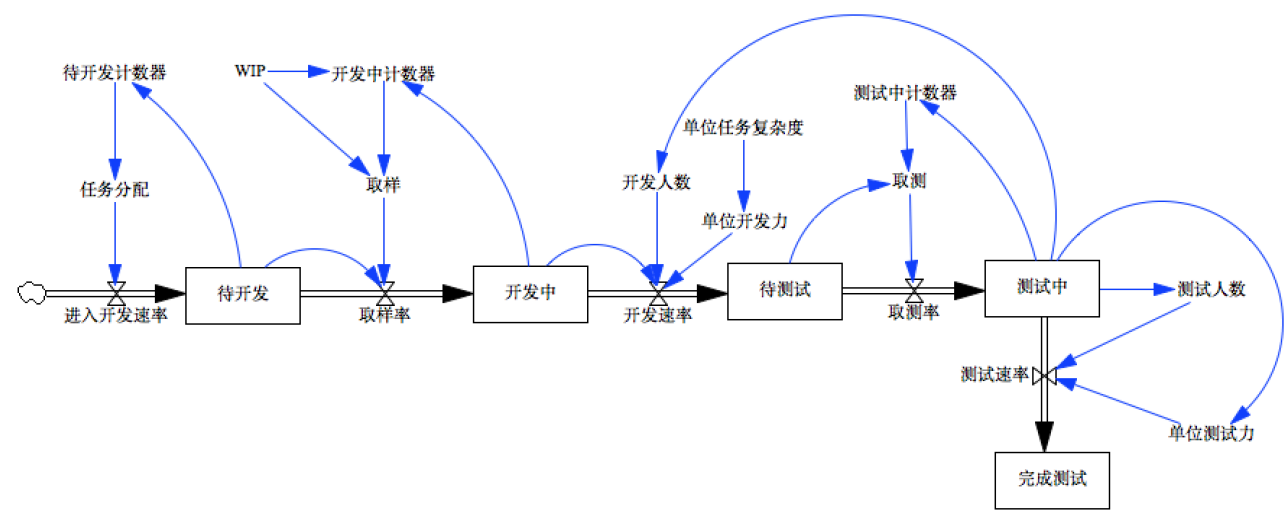 待开发计数器
WIP
开发中计数器
测试中计数器
单位任务复杂度
任务分配
取样
开发人数
取测
单位开发力
待开发
开发中
待测试
测试中
测试人数
进入开发速率
取样率
开发速率
取测率
测试速率
单位测试力
完成测试